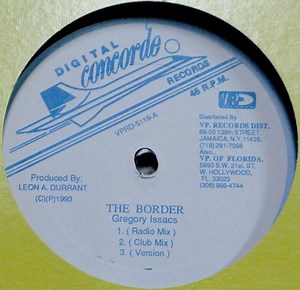 DIGITAL
concorde
RECORDS
45 R.P.M.
VPRD-5119-A
VP
Distributed By
VP. RECORDS DIST.
89-05 138th STREET,
JAMAICA, N.Y. 11435.
(718) 291-7058
Also..
VP. OF FLORIDA.
5893 S.W. 21st. ST,
W. HOLLYWOOD,
FL. 33023
(305) 966-4744
Produced By:
LEON A. DURRANT
(C)(P)1993
THE BORDER
Gregory Issacs
1. ( Radio Mix )
2. ( Club Mix )
3. ( Version )